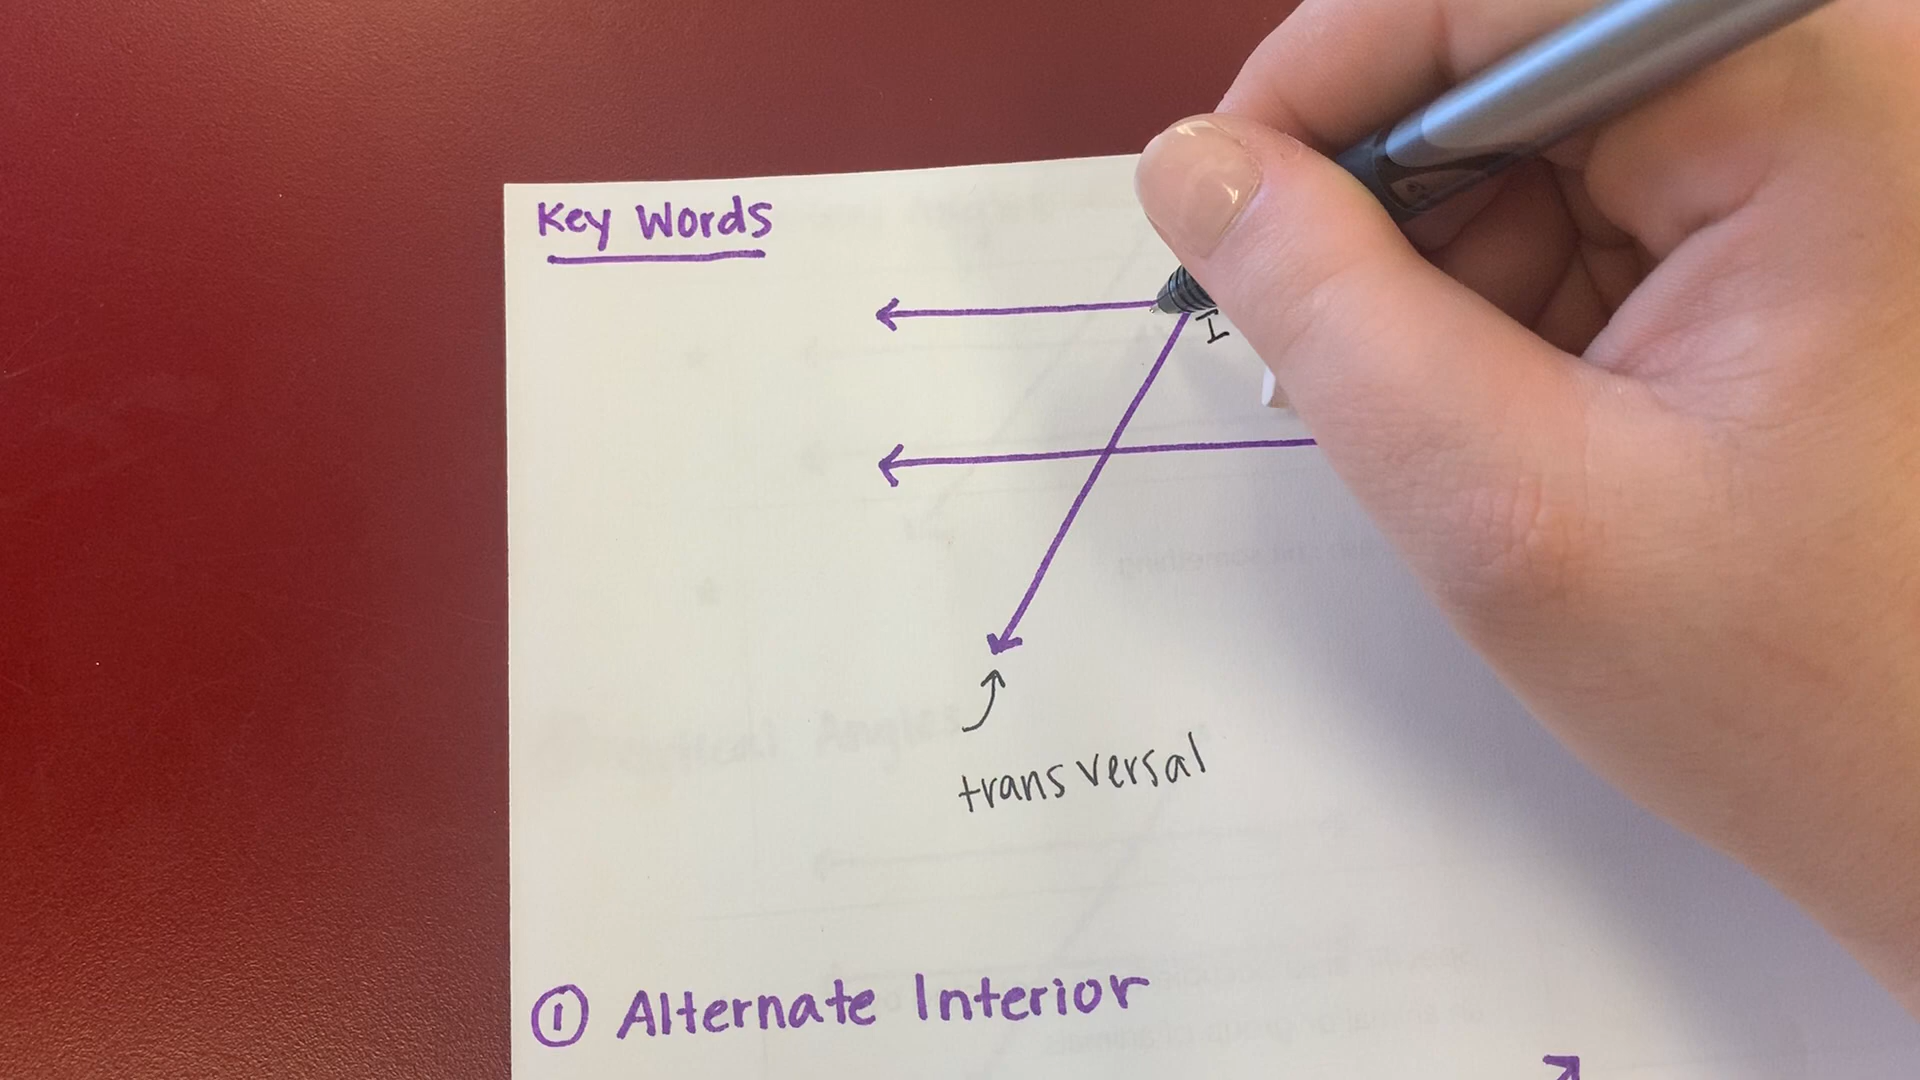 Key Words
I
transversal
① Alternate Interior